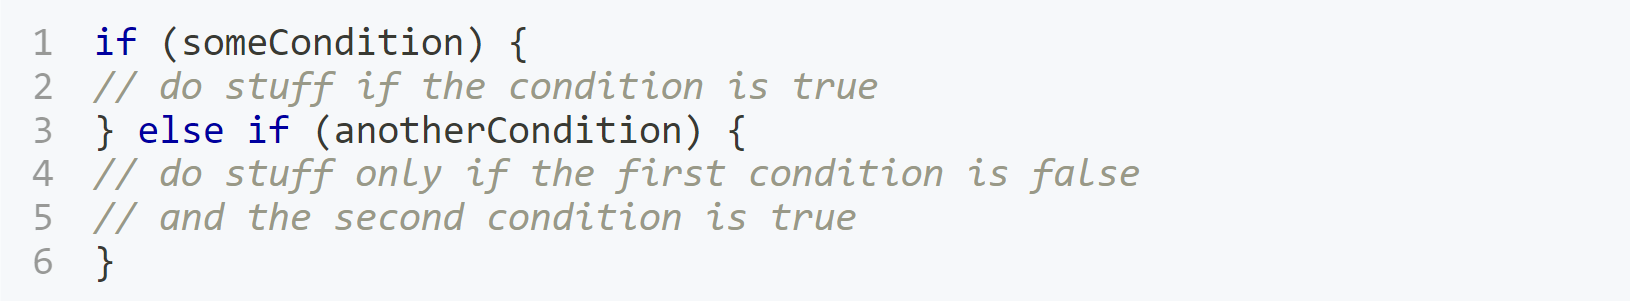 1 if (someCondition) {
2 // do stuff if the condition is true
3 } else if (anotherCondition) {
4 // do stuff only if the first condition is false
5 // and the second condition is true
6 }